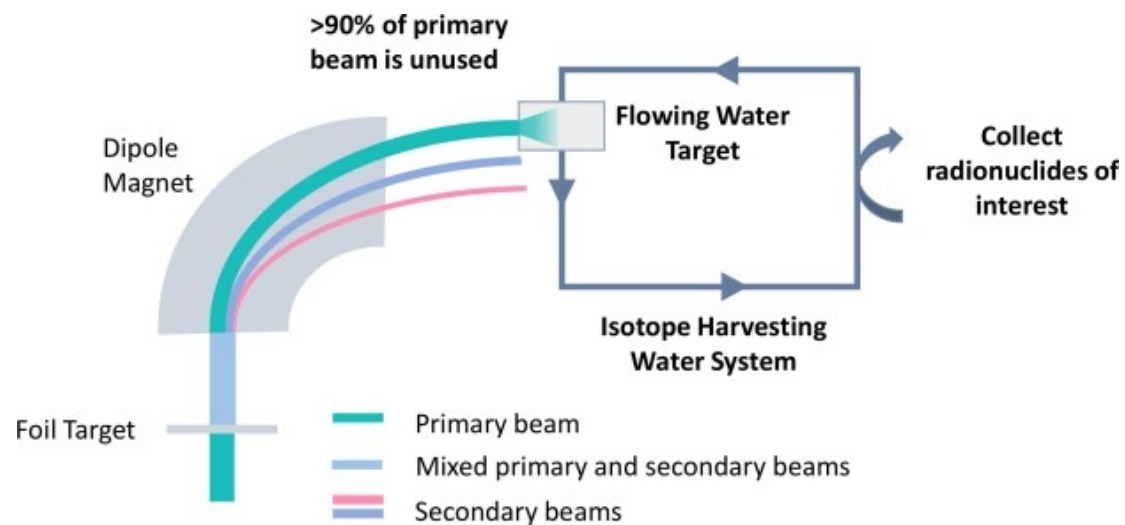 >90% of primary
beam is unused
Dipole
Magnet
Flowing Water
Target
Collect
radionuclides of
interest
Isotope Harvesting
Water System
Foil Target
Primary beam
Mixed primary and secondary beams
Secondary beams